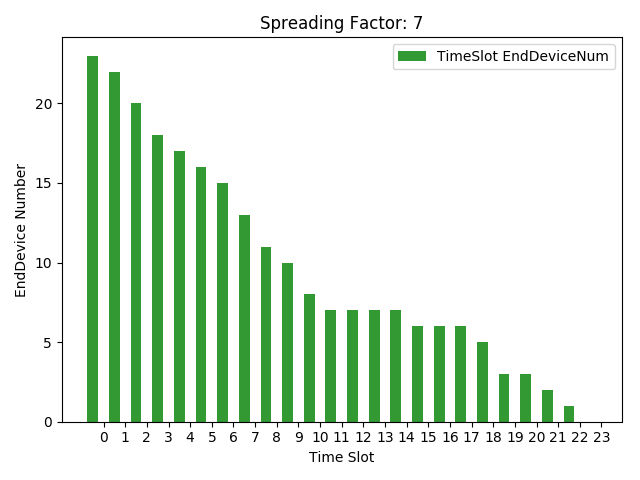 Spreading Factor: 7
TimeSlot EndDeviceNum
EndDevice Number
20
15
10
5
0
0 1 2 3 4 5 6 7 8 9 10 11 12 13 14 15 16 17 18 19 20 21 22 23
Time Slot